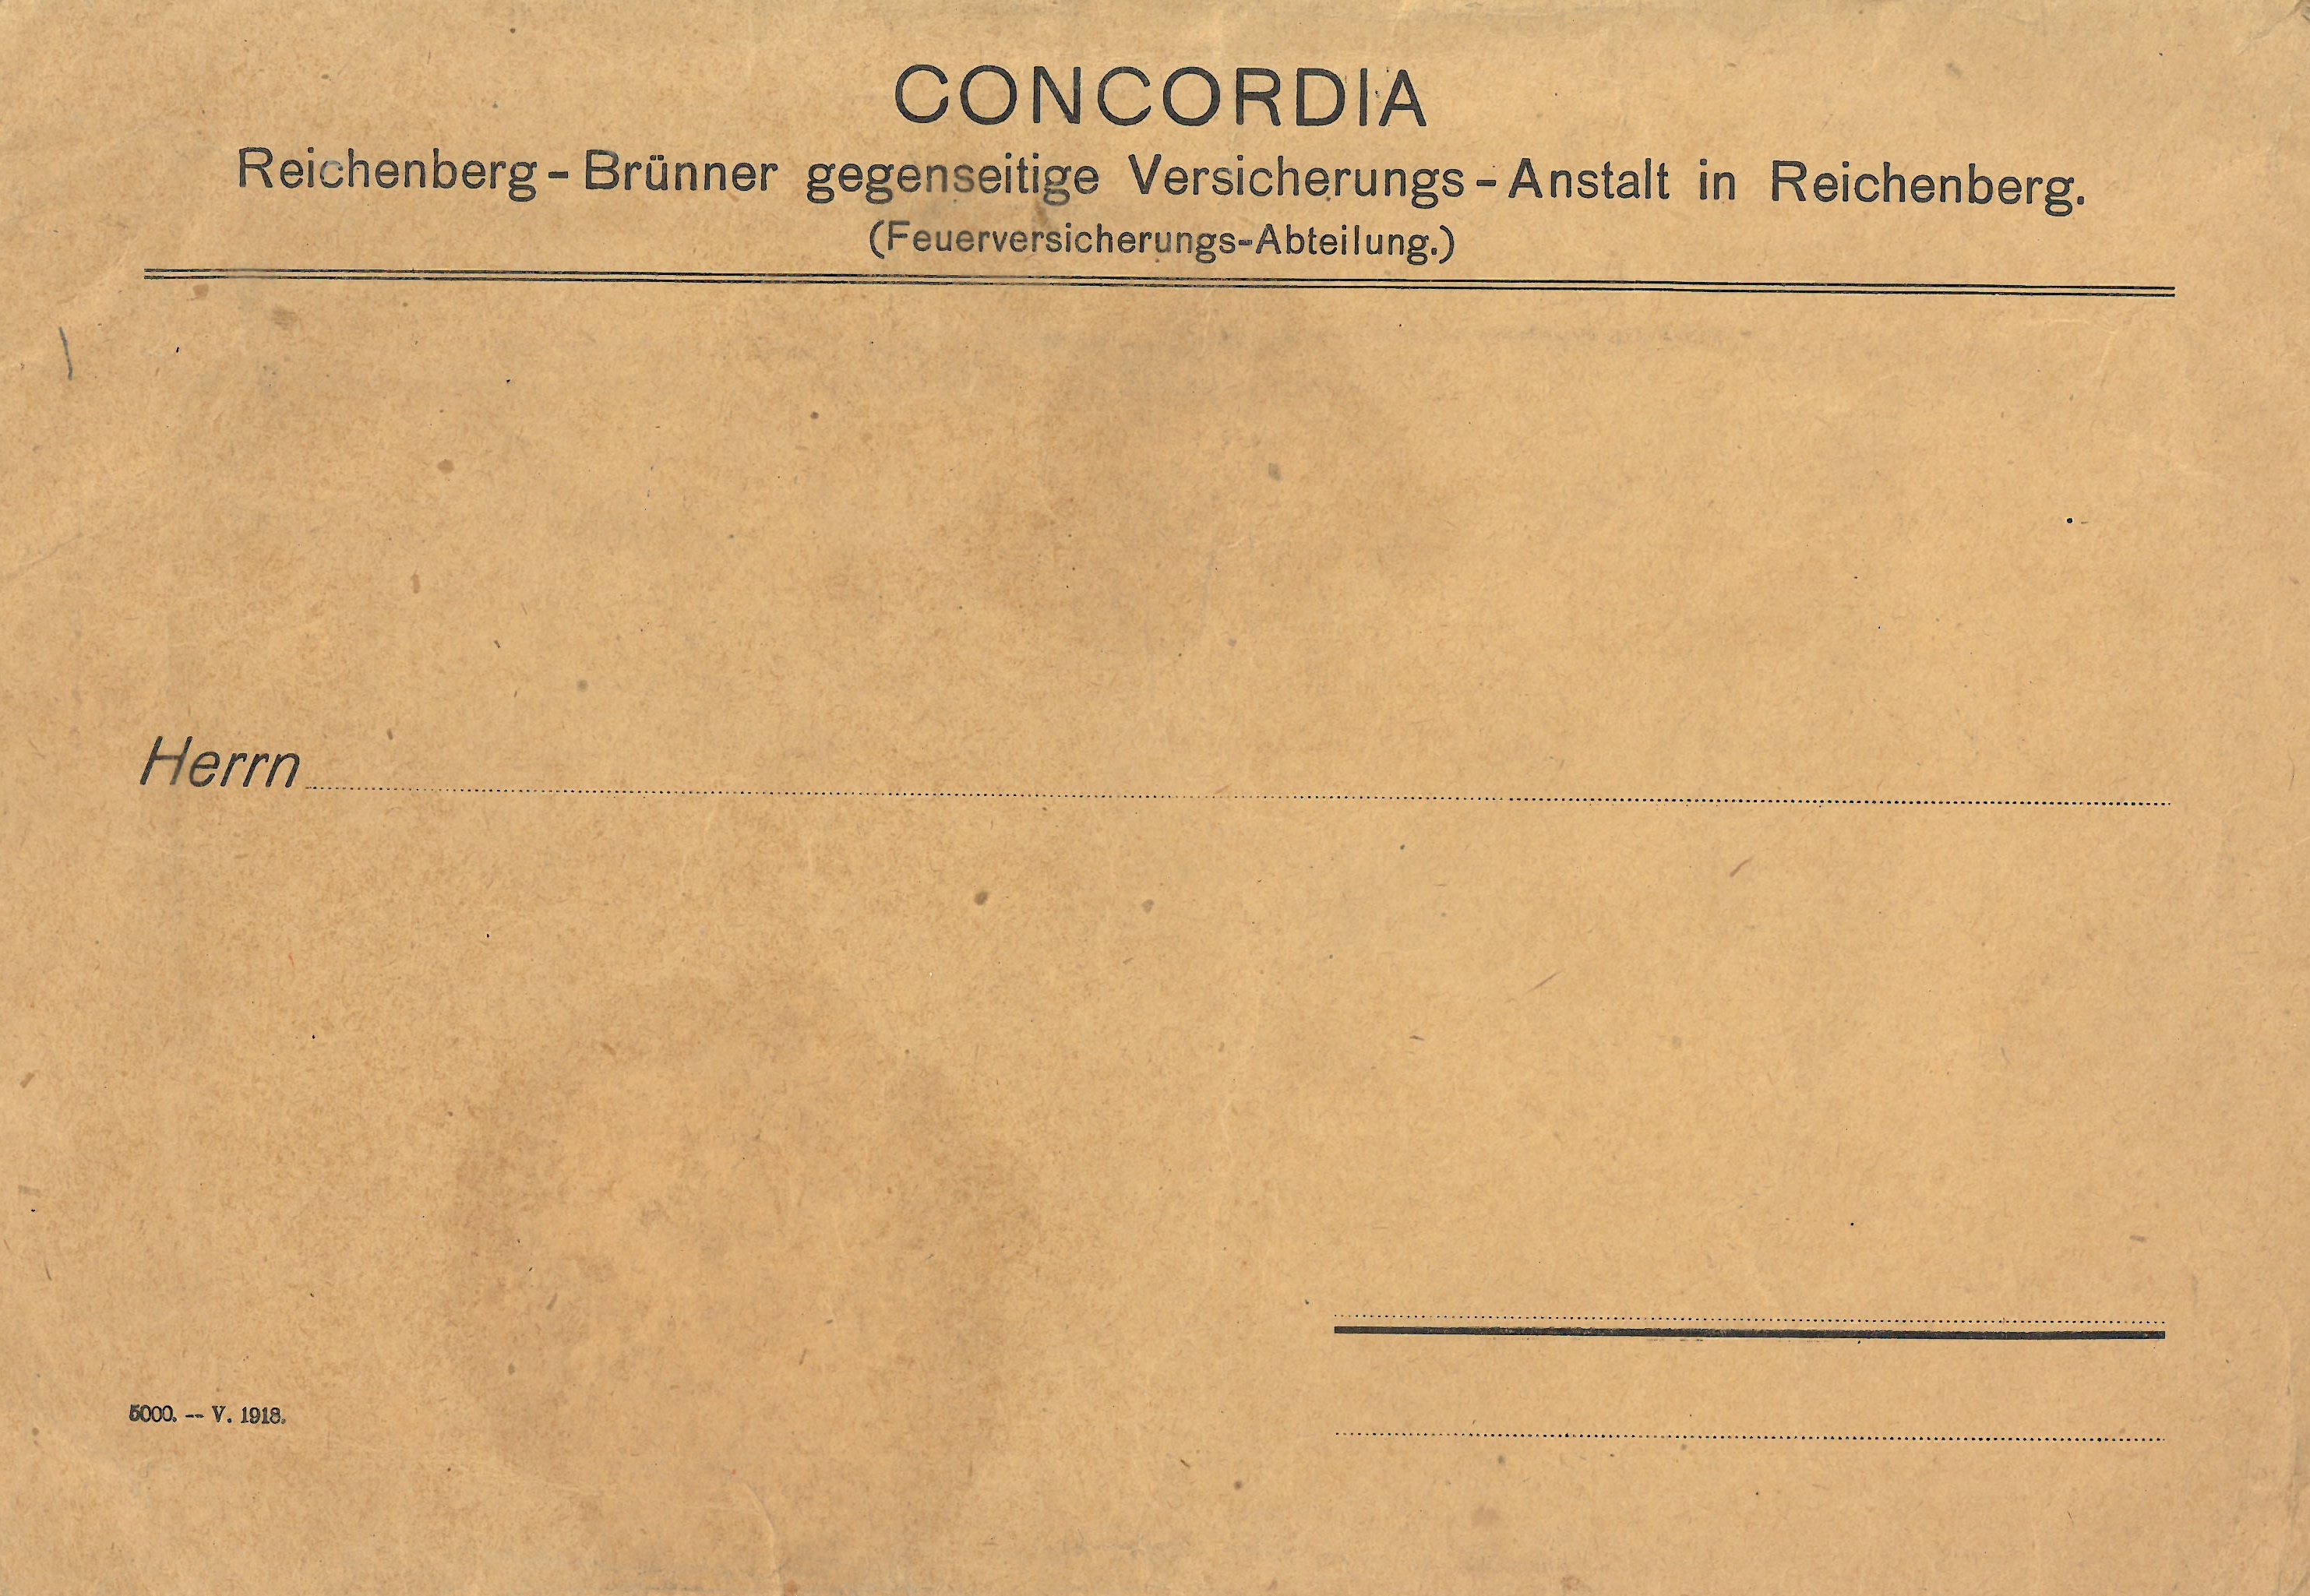 CONCORDIA
Reichenberg-Brünner gegenseitige Versicherungs-Anstalt in Reichenberg.
(Feuerversicherungs-Abteilung.)
Herrn
5000. -- V. 1918.